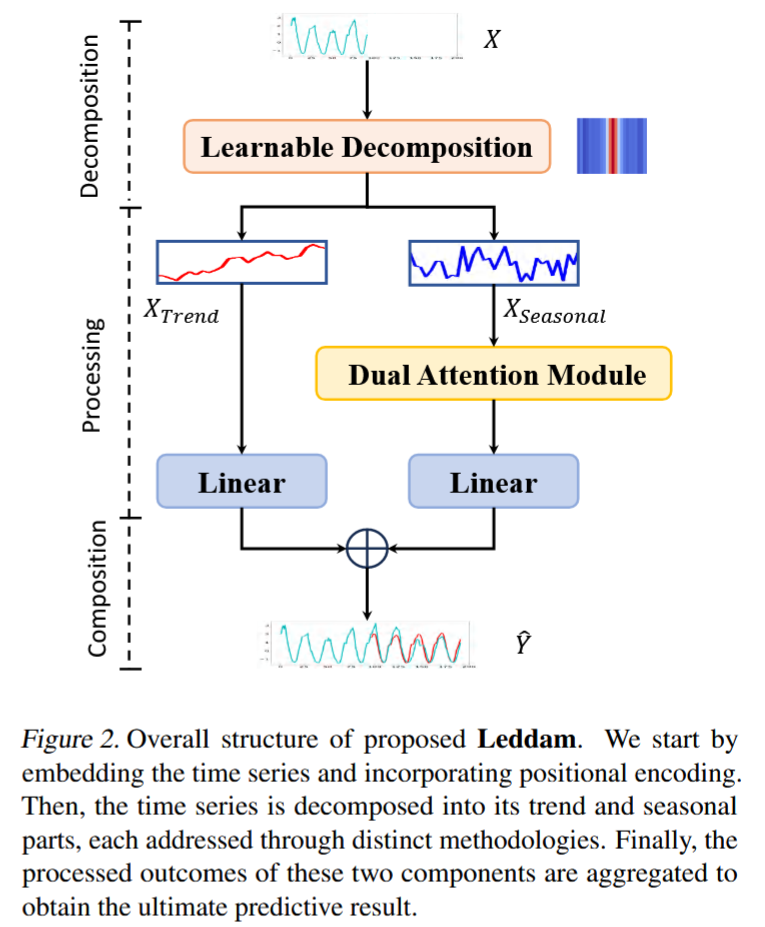 X
Decomposition
Learnable Decomposition
X_Trend
X_Seasonal
Processing
Dual Attention Module
Linear
Linear
Composition
Ŷ
Figure 2. Overall structure of proposed Leddam. We start by
embedding the time series and incorporating positional encoding.
Then, the time series is decomposed into its trend and seasonal
parts, each addressed through distinct methodologies. Finally, the
processed outcomes of these two components are aggregated to
obtain the ultimate predictive result.